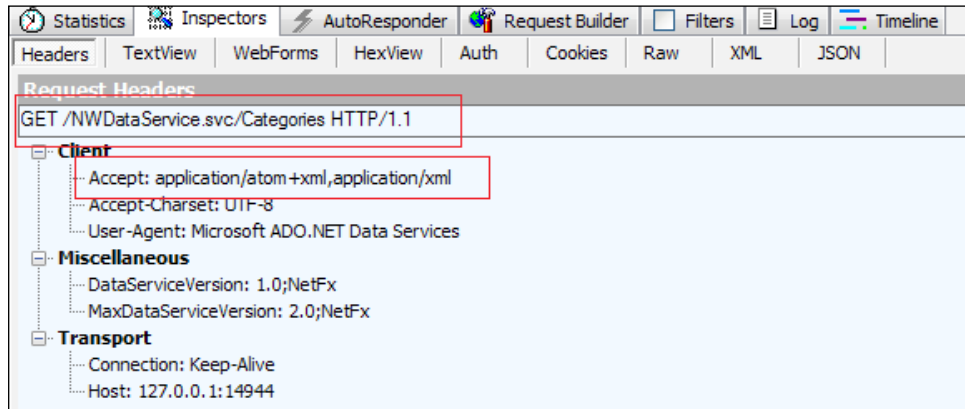 Statistics Inspectors AutoResponder Request Builder Filters Log Timeline
Headers TextView WebForms HexView Auth Cookies Raw XML JSON
Request Headers
GET /NWDataService.svc/Categories HTTP/1.1
Client
Accept: application/atom+xml,application/xml
Accept-Charset: UTF-8
User-Agent: Microsoft ADO.NET Data Services
Miscellaneous
DataServiceVersion: 1.0;NetFx
MaxDataServiceVersion: 2.0;NetFx
Transport
Connection: Keep-Alive
Host: 127.0.0.1:14944